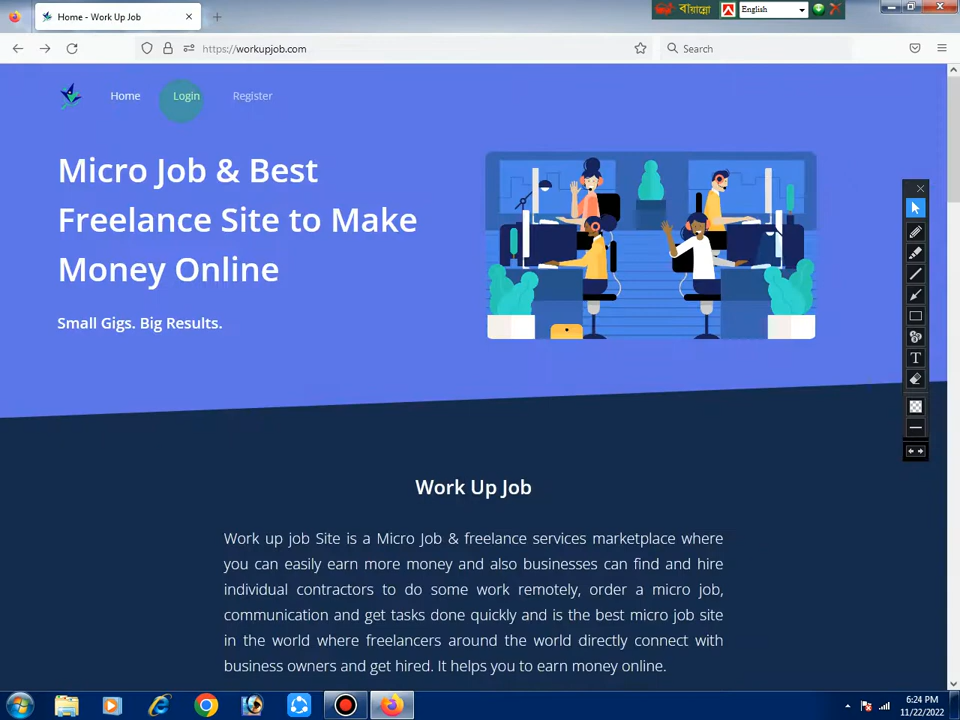 Home - Work Up Job
বাঁয়ান্নো
English
https://workupjob.com
Search
Home
Login
Register
Micro Job & Best
Freelance Site to Make
Money Online
Small Gigs. Big Results.
T
Work Up Job
Work up job Site is a Micro Job & freelance services marketplace where
you can easily earn more money and also businesses can find and hire
individual contractors to do some work remotely, order a micro job,
communication and get tasks done quickly and is the best micro job site
in the world where freelancers around the world directly connect with
business owners and get hired. It helps you to earn money online.
6:24 PM
11/22/2022